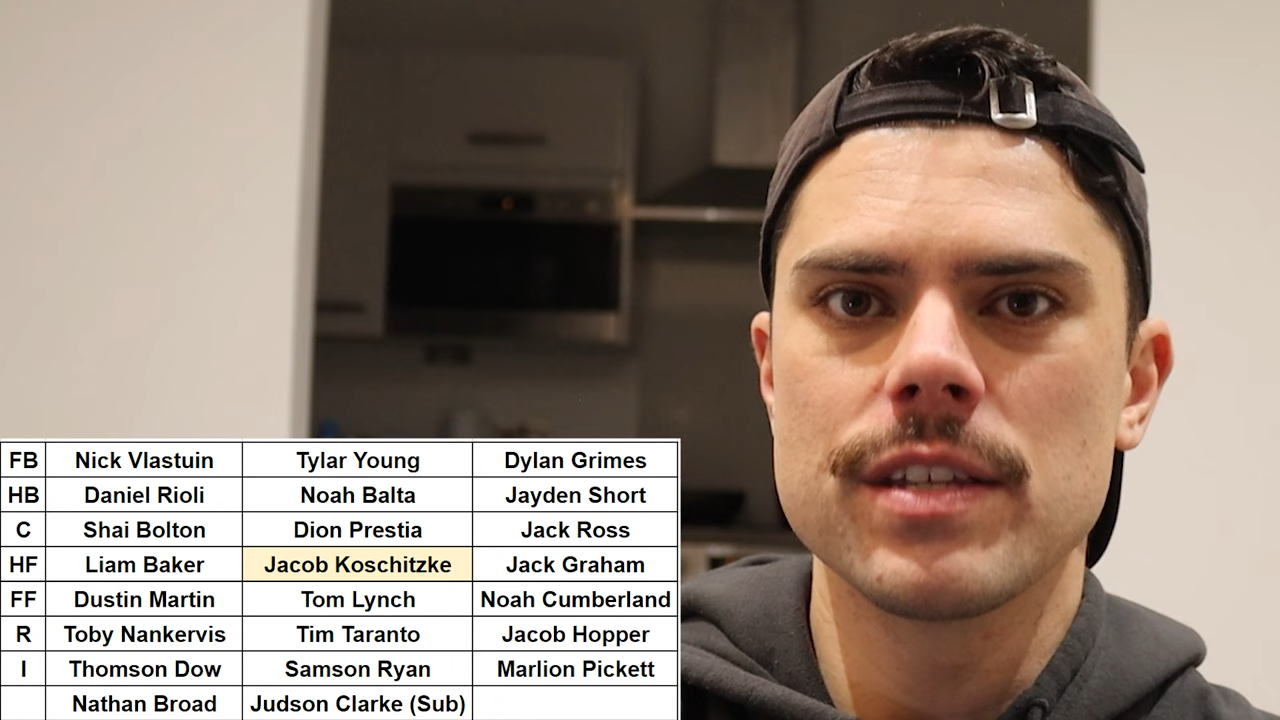 FB Nick Vlastuin Tylar Young Dylan Grimes
HB Daniel Rioli Noah Balta Jayden Short
C Shai Bolton Dion Prestia Jack Ross
HF Liam Baker Jacob Koschitzke Jack Graham
FF Dustin Martin Tom Lynch Noah Cumberland
R Toby Nankervis Tim Taranto Jacob Hopper
I Thomson Dow Samson Ryan Marlion Pickett
Nathan Broad Judson Clarke (Sub)